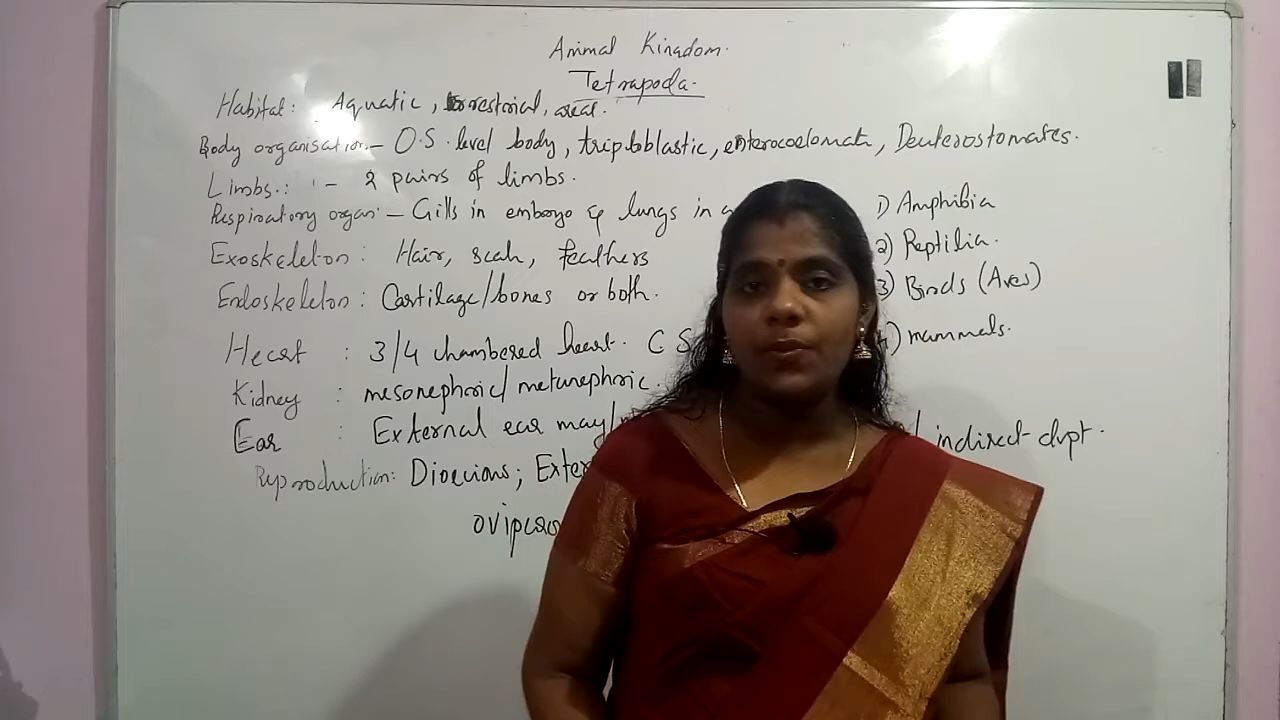 Animal Kingdom.
Tetrapoda.
Habitat: Aquatic, terrestrial, areal.
Body organisation – O.S. level body, triploblastic, enterocoelomata, Deuterostomates.
Limbs.: – 2 pairs of limbs.
Respiratory organ: – Gills in embryo & lungs in a
Exoskeleton: Hair, scale, feathers
Endoskeleton: Cartilage/bones or both.
Heart : 3/4 chambered heart. C S
Kidney : mesonephric/metanephric.
Ear : External ear may/
Reproduction: Dioecious; Exter / indirect dvpt.
ovipar
1) Amphibia
2) Reptilia.
3) Birds (Aves)
4) mammals.